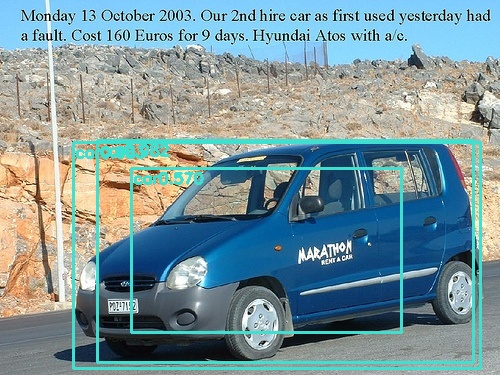 Monday 13 October 2003. Our 2nd hire car as first used yesterday had
a fault. Cost 160 Euros for 9 days. Hyundai Atos with a/c.
MARATHON
RENT A CAR